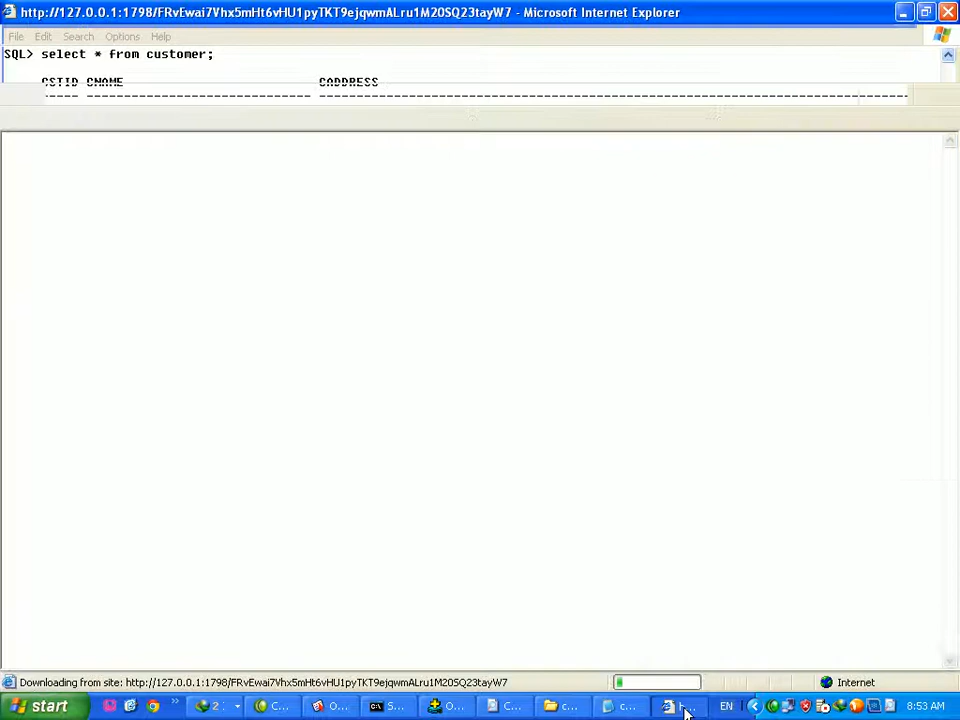 http://127.0.0.1:1798/FRvEwai7Vhx5mHt6vHU1pyTKT9ejqwmALru1M20SQ23tayW7 - Microsoft Internet Explorer
File Edit Search Options Help
SQL> select * from customer;
CSTID CNAME CADDRESS
Downloading from site: http://127.0.0.1:1798/FRvEwai7Vhx5mHt6vHU1pyTKT9ejqwmALru1M20SQ23tayW7
Internet
start 2 C... O... S... O... C... c... c... h... EN 8:53 AM